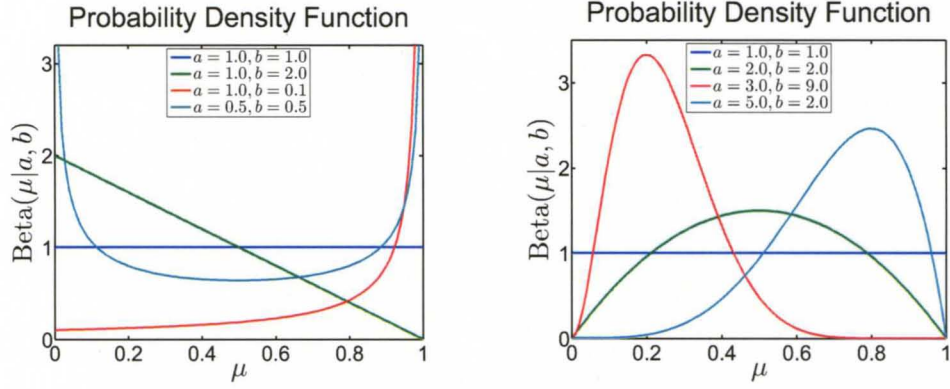 Probability Density Function
a = 1.0, b = 1.0
a = 1.0, b = 2.0
a = 1.0, b = 0.1
a = 0.5, b = 0.5
Beta(μ|a, b)
3
2
1
0
0 0.2 0.4 0.6 0.8 1
μ
Probability Density Function
a = 1.0, b = 1.0
a = 2.0, b = 2.0
a = 3.0, b = 9.0
a = 5.0, b = 2.0
Beta(μ|a, b)
3
2
1
0
0 0.2 0.4 0.6 0.8 1
μ